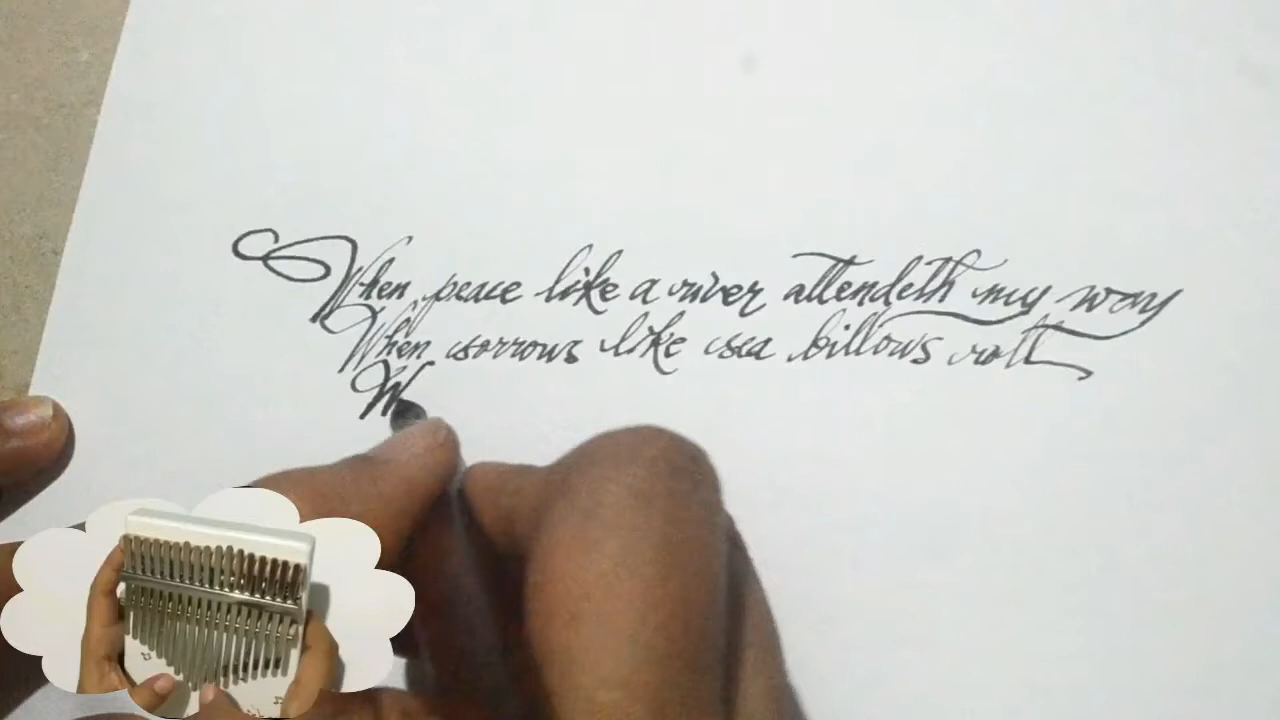 When peace like a river attendeth my way
When sorrows like sea billows roll
W